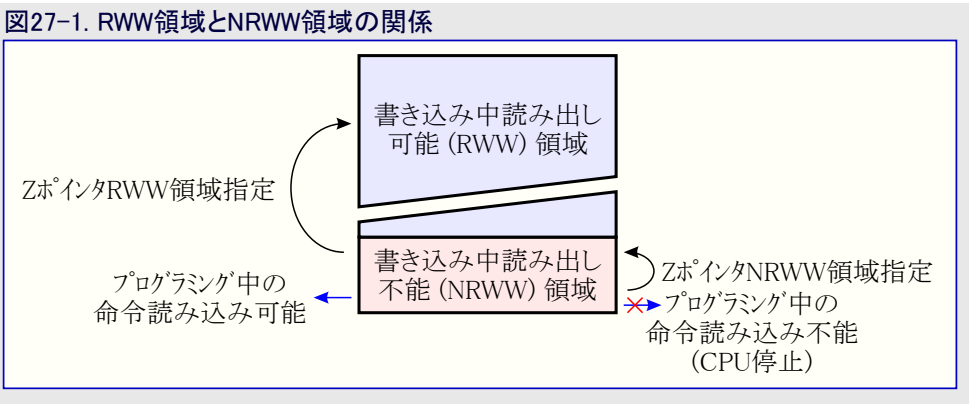 図27-1. RWW領域とNRWW領域の関係
書き込み中読み出し
可能 (RWW) 領域
ZﾎﾟｲﾝﾀRWW領域指定
書き込み中読み出し
不能 (NRWW) 領域
ﾌﾟﾛｸﾞﾗﾐﾝｸﾞ中の
命令読み込み可能
ZﾎﾟｲﾝﾀNRWW領域指定
ﾌﾟﾛｸﾞﾗﾐﾝｸﾞ中の
命令読み込み不能
(CPU停止)